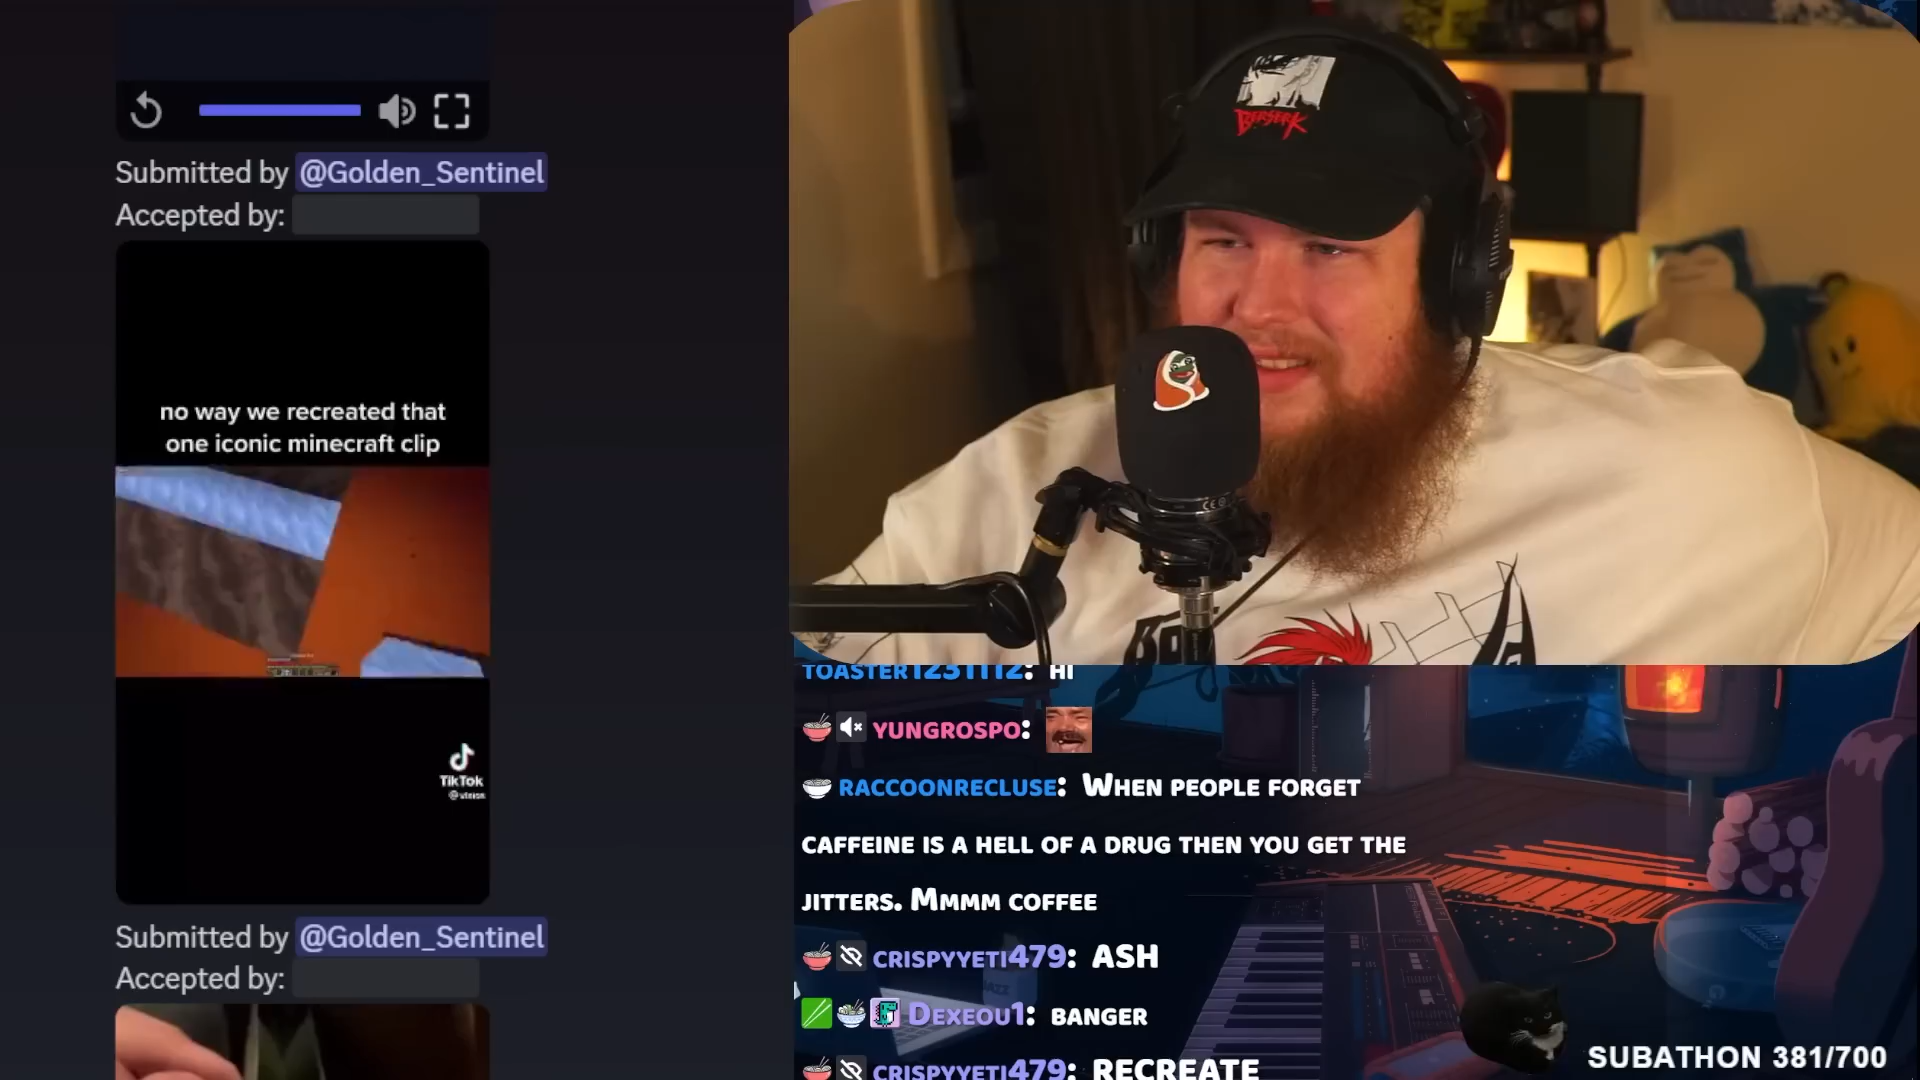 Submitted by @Golden_Sentinel
Accepted by:
no way we recreated that
one iconic minecraft clip
TikTok
Submitted by @Golden_Sentinel
Accepted by:
BERSERK
TOASTER1231112: HI
YUNGROSPO:
RACCOONRECLUSE: WHEN PEOPLE FORGET
CAFFEINE IS A HELL OF A DRUG THEN YOU GET THE
JITTERS. MMMM COFFEE
CRISPYYETI479: ASH
DEXEOU1: BANGER
CRISPYYETI479: RECREATE
SUBATHON 381/700